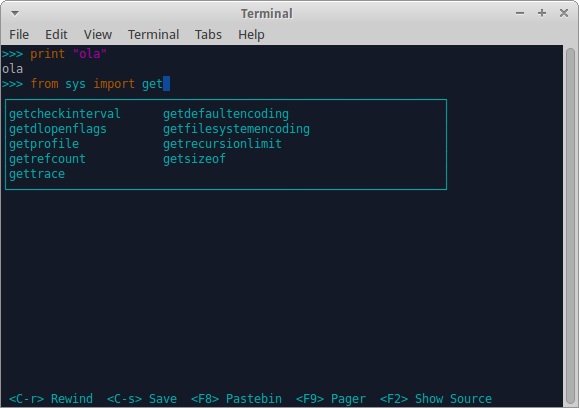 Terminal
File Edit View Terminal Tabs Help
>>> print "ola"
ola
>>> from sys import get
getcheckinterval getdefaultencoding
getdlopenflags getfilesystemencoding
getprofile getrecursionlimit
getrefcount getsizeof
gettrace
<C-r> Rewind <C-s> Save <F8> Pastebin <F9> Pager <F2> Show Source